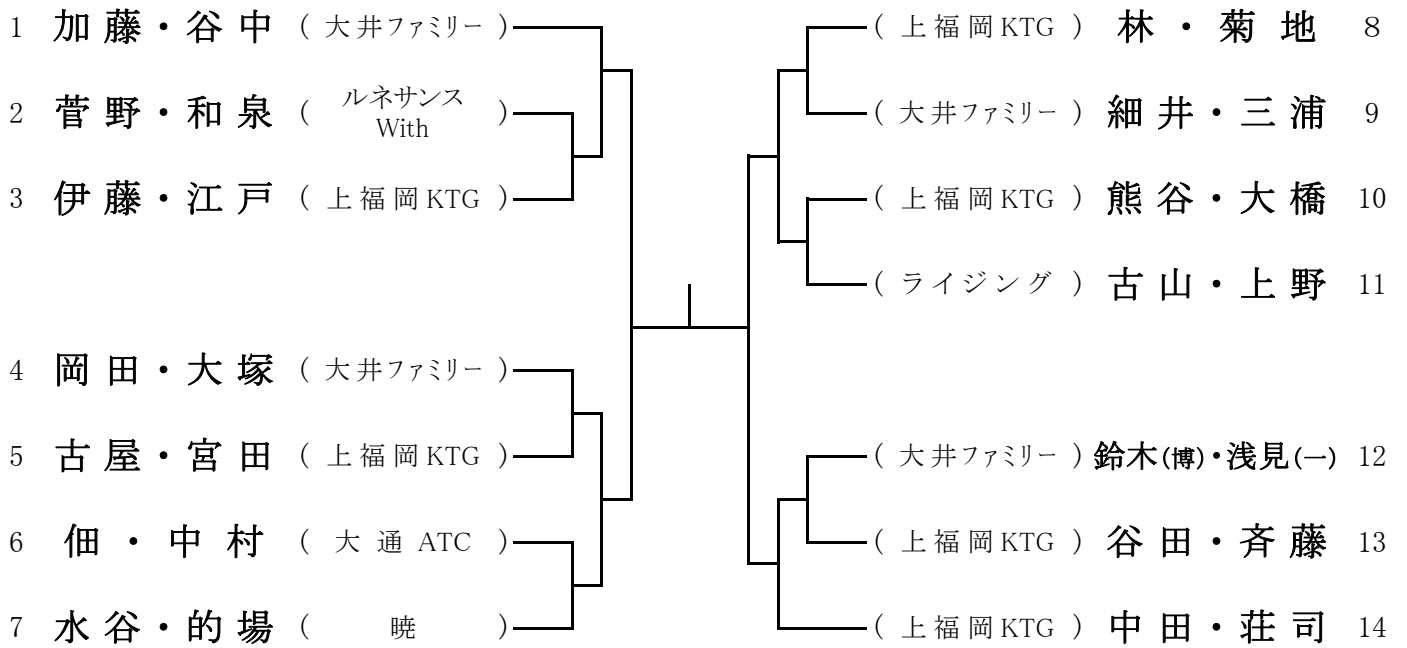 1 加藤・谷中 ( 大井ファミリー )
2 菅野・和泉 ( ルネサンス With )
3 伊藤・江戸 ( 上福岡KTG )
4 岡田・大塚 ( 大井ファミリー )
5 古屋・宮田 ( 上福岡KTG )
6 佃・中村 ( 大通ATC )
7 水谷・的場 ( 暁 )
( 上福岡KTG ) 林・菊地 8
( 大井ファミリー ) 細井・三浦 9
( 上福岡KTG ) 熊谷・大橋 10
( ライジング ) 古山・上野 11
( 大井ファミリー ) 鈴木(博)・浅見(一) 12
( 上福岡KTG ) 谷田・斉藤 13
( 上福岡KTG ) 中田・荘司 14